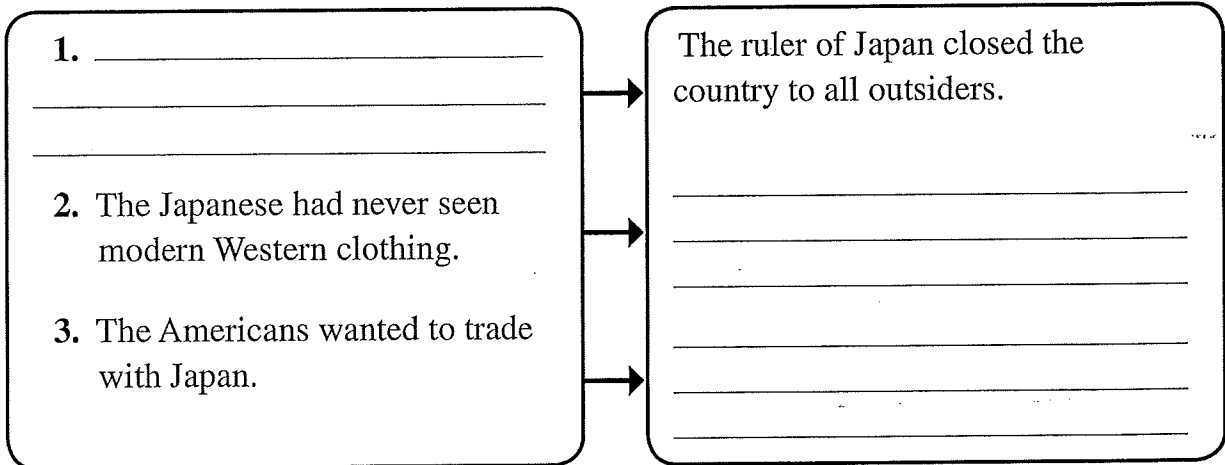 1.
2. The Japanese had never seen
modern Western clothing.
3. The Americans wanted to trade
with Japan.
The ruler of Japan closed the
country to all outsiders.